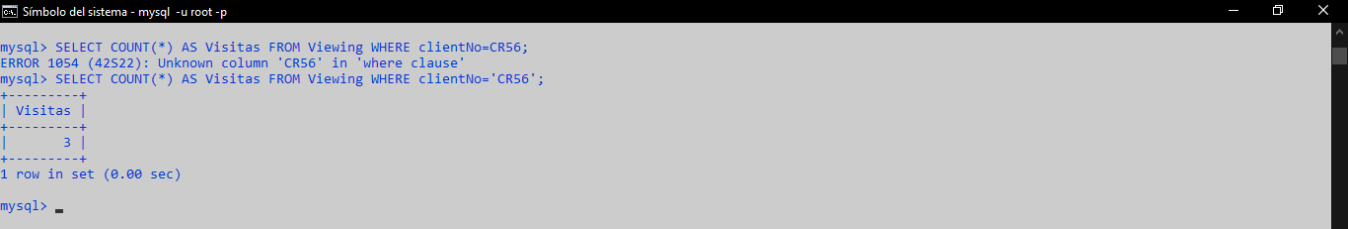 Símbolo del sistema - mysql -u root -p
mysql> SELECT COUNT(*) AS Visitas FROM Viewing WHERE clientNo=CR56;
ERROR 1054 (42S22): Unknown column 'CR56' in 'where clause'
mysql> SELECT COUNT(*) AS Visitas FROM Viewing WHERE clientNo='CR56';
+---------+
| Visitas |
+---------+
|       3 |
+---------+
1 row in set (0.00 sec)
mysql>